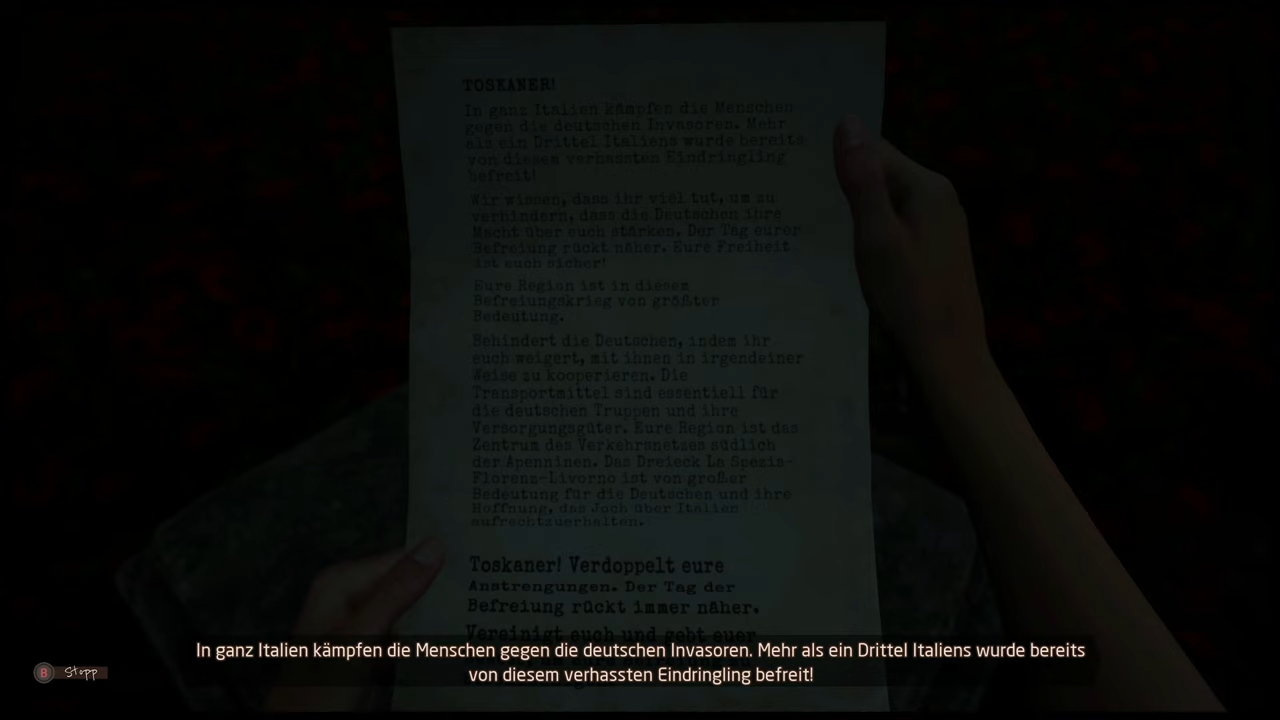 TOSKANER!
In ganz Italien kämpfen die Menschen
gegen die deutschen Invasoren. Mehr
als ein Drittel Italiens wurde bereits
von diesem verhassten Eindringling
befreit!
Wir wissen, dass ihr viel tut, um zu
verhindern, dass die Deutschen ihre
Macht über euch stärken. Der Tag eurer
Befreiung rückt näher. Eure Freiheit
ist euch sicher!
Eure Region ist in diesem
Befreiungskrieg von größter
Bedeutung.
Behindert die Deutschen, indem ihr
euch weigert, mit ihnen in irgendeiner
Weise zu kooperieren. Die
Transportmittel sind essentiell für
die deutschen Truppen und ihre
Versorgungsgüter. Eure Region ist das
Zentrum des Verkehrsnetzes südlich
der Apenninen. Das Dreieck La Spezia-
Florenz-Livorno ist von großer
Bedeutung für die Deutschen und ihre
Hoffnung, das Joch über Italien
aufrechtzuerhalten.
Toskaner! Verdoppelt eure
Anstrengungen. Der Tag der
Befreiung rückt immer näher.
Vereinigt euch und gebt euer
In ganz Italien kämpfen die Menschen gegen die deutschen Invasoren. Mehr als ein Drittel Italiens wurde bereits
von diesem verhassten Eindringling befreit!
B Stopp